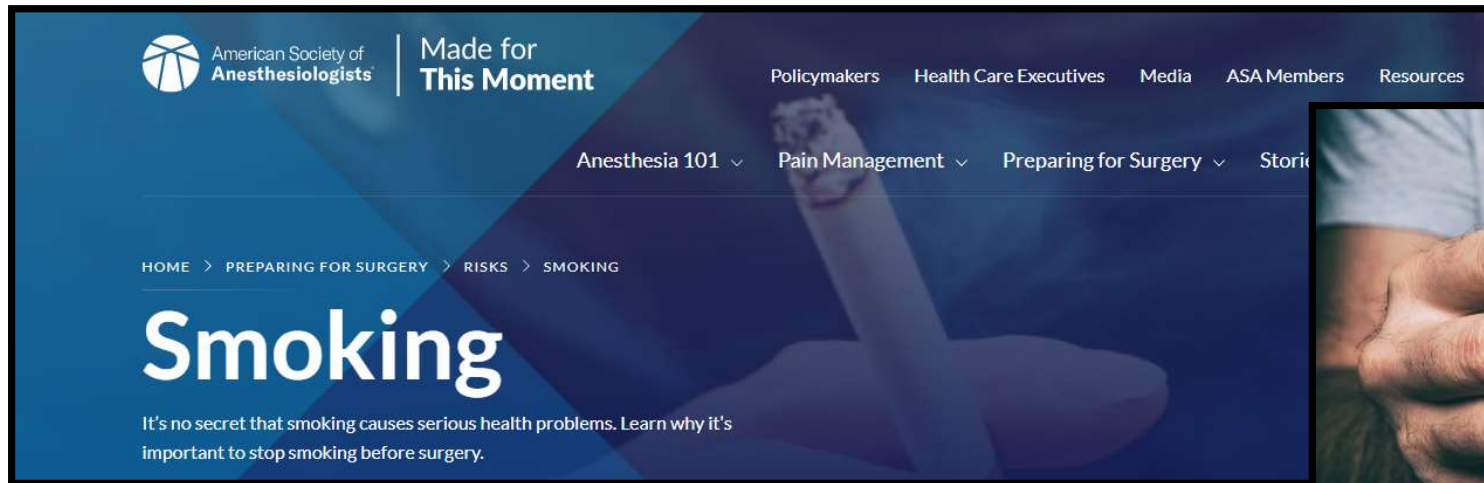 American Society of
Anesthesiologists
Made for
This Moment
Policymakers Health Care Executives Media ASA Members Resources
Anesthesia 101 Pain Management Preparing for Surgery
HOME > PREPARING FOR SURGERY > RISKS > SMOKING
Smoking
It's no secret that smoking causes serious health problems. Learn why it's
important to stop smoking before surgery.